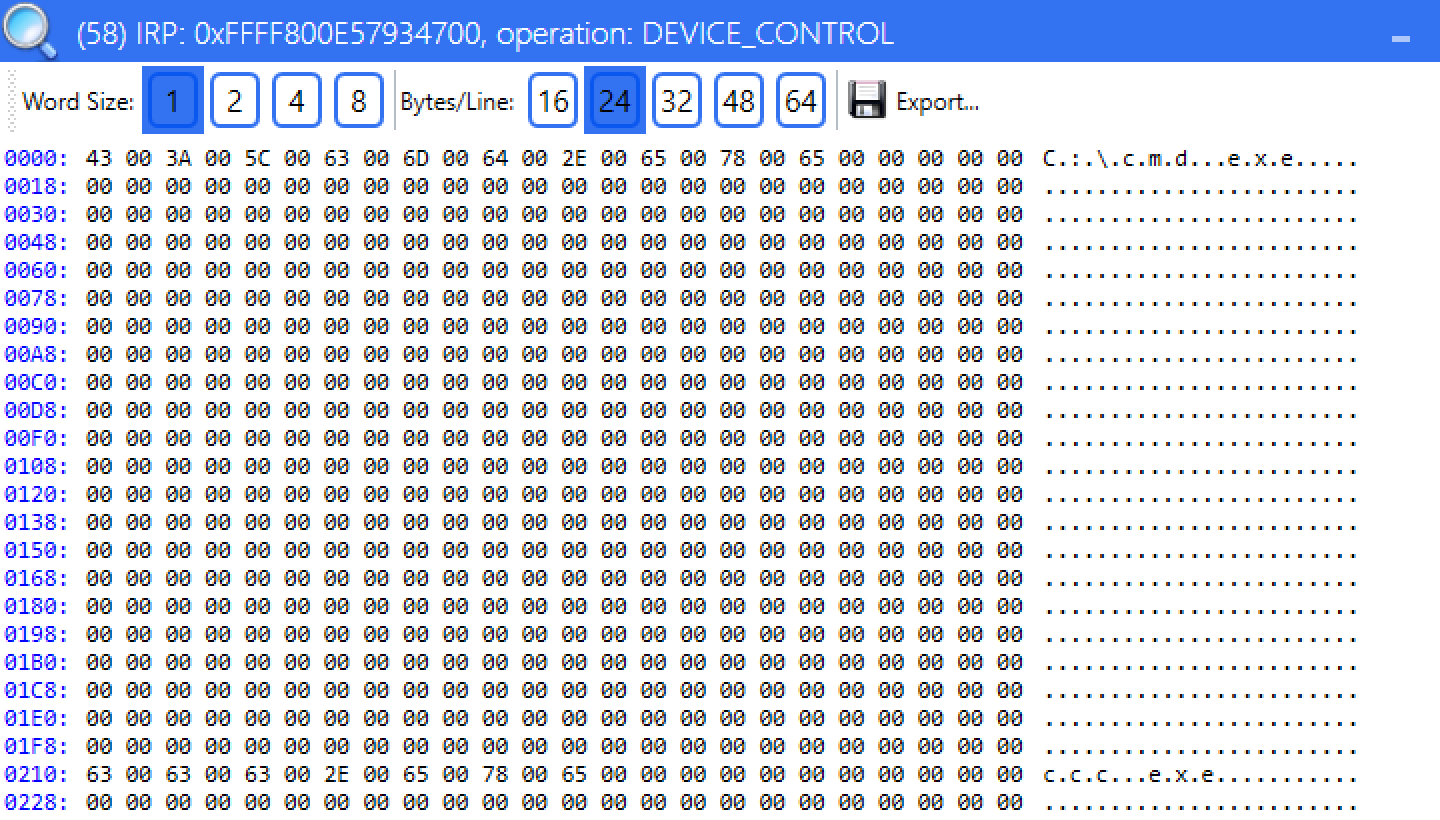 (58) IRP: 0xFFFF800E57934700, operation: DEVICE_CONTROL
Word Size: 1 2 4 8 Bytes/Line: 16 24 32 48 64 Export...
0000: 43 00 3A 00 5C 00 63 00 6D 00 64 00 2E 00 65 00 78 00 65 00 00 00 00 00 C.:.\.c.m.d...e.x.e.....
0018: 00 00 00 00 00 00 00 00 00 00 00 00 00 00 00 00 00 00 00 00 00 00 00 00 ........................
0030: 00 00 00 00 00 00 00 00 00 00 00 00 00 00 00 00 00 00 00 00 00 00 00 00 ........................
0048: 00 00 00 00 00 00 00 00 00 00 00 00 00 00 00 00 00 00 00 00 00 00 00 00 ........................
0060: 00 00 00 00 00 00 00 00 00 00 00 00 00 00 00 00 00 00 00 00 00 00 00 00 ........................
0078: 00 00 00 00 00 00 00 00 00 00 00 00 00 00 00 00 00 00 00 00 00 00 00 00 ........................
0090: 00 00 00 00 00 00 00 00 00 00 00 00 00 00 00 00 00 00 00 00 00 00 00 00 ........................
00A8: 00 00 00 00 00 00 00 00 00 00 00 00 00 00 00 00 00 00 00 00 00 00 00 00 ........................
00C0: 00 00 00 00 00 00 00 00 00 00 00 00 00 00 00 00 00 00 00 00 00 00 00 00 ........................
00D8: 00 00 00 00 00 00 00 00 00 00 00 00 00 00 00 00 00 00 00 00 00 00 00 00 ........................
00F0: 00 00 00 00 00 00 00 00 00 00 00 00 00 00 00 00 00 00 00 00 00 00 00 00 ........................
0108: 00 00 00 00 00 00 00 00 00 00 00 00 00 00 00 00 00 00 00 00 00 00 00 00 ........................
0120: 00 00 00 00 00 00 00 00 00 00 00 00 00 00 00 00 00 00 00 00 00 00 00 00 ........................
0138: 00 00 00 00 00 00 00 00 00 00 00 00 00 00 00 00 00 00 00 00 00 00 00 00 ........................
0150: 00 00 00 00 00 00 00 00 00 00 00 00 00 00 00 00 00 00 00 00 00 00 00 00 ........................
0168: 00 00 00 00 00 00 00 00 00 00 00 00 00 00 00 00 00 00 00 00 00 00 00 00 ........................
0180: 00 00 00 00 00 00 00 00 00 00 00 00 00 00 00 00 00 00 00 00 00 00 00 00 ........................
0198: 00 00 00 00 00 00 00 00 00 00 00 00 00 00 00 00 00 00 00 00 00 00 00 00 ........................
01B0: 00 00 00 00 00 00 00 00 00 00 00 00 00 00 00 00 00 00 00 00 00 00 00 00 ........................
01C8: 00 00 00 00 00 00 00 00 00 00 00 00 00 00 00 00 00 00 00 00 00 00 00 00 ........................
01E0: 00 00 00 00 00 00 00 00 00 00 00 00 00 00 00 00 00 00 00 00 00 00 00 00 ........................
01F8: 00 00 00 00 00 00 00 00 00 00 00 00 00 00 00 00 00 00 00 00 00 00 00 00 ........................
0210: 63 00 63 00 63 00 2E 00 65 00 78 00 65 00 00 00 00 00 00 00 00 00 00 00 c.c.c...e.x.e...........
0228: 00 00 00 00 00 00 00 00 00 00 00 00 00 00 00 00 00 00 00 00 00 00 00 00 ........................